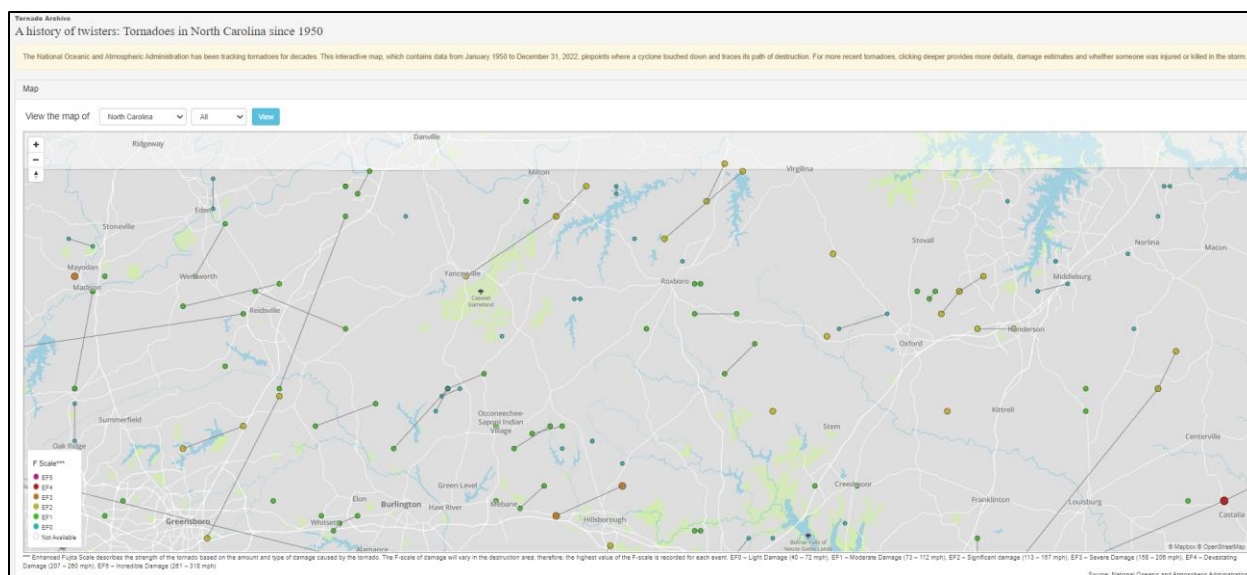 Tornado Archive
A history of twisters: Tornadoes in North Carolina since 1950
The National Oceanic and Atmospheric Administration has been tracking tornadoes for decades. This interactive map, which contains data from January 1950 to December 31, 2022, pinpoints where a cyclone touched down and traces its path of destruction. For more recent tornadoes, clicking deeper provides more details, damage estimates and whether someone was injured or killed in the storm.
Map
View the map of North Carolina All View
+
−
Danville
Ridgeway
Milton
Virgilina
Eden
Stoneville
Stovall
Norlina
Macon
Mayodan
Wentworth
Yanceyville
Middleburg
Madison
Roxboro
Caswell
Gameland
Reidsville
Henderson
Oxford
Summerfield
Occoneechee-
Saponi Indian
Village
Kittrell
Stem
Centerville
Oak Ridge
Green Level
Creedmoor
Elon
Burlington
Haw River
Mebane
Franklinton
Louisburg
Castalia
Greensboro
Whitsett
Hillsborough
Alamance
Butner-Falls of
Neuse Game Land
F Scale***
EF5
EF4
EF3
EF2
EF1
EF0
Not Available
© Mapbox © OpenStreetMap
*** Enhanced Fujita Scale describes the strength of the tornado based on the amount and type of damage caused by the tornado. The F-scale of damage will vary in the destruction area; therefore, the highest value of the F-scale is recorded for each event. EF0 – Light Damage (40 – 72 mph), EF1 – Moderate Damage (73 – 112 mph), EF2 – Significant damage (113 – 157 mph), EF3 – Severe Damage (158 – 206 mph), EF4 – Devastating
Damage (207 – 260 mph), EF5 – Incredible Damage (261 – 318 mph)
Source: National Oceanic and Atmospheric Administration